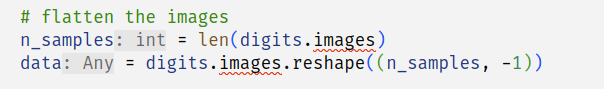 # flatten the images
n_samples: int = len(digits.images)
data: Any = digits.images.reshape((n_samples, -1))